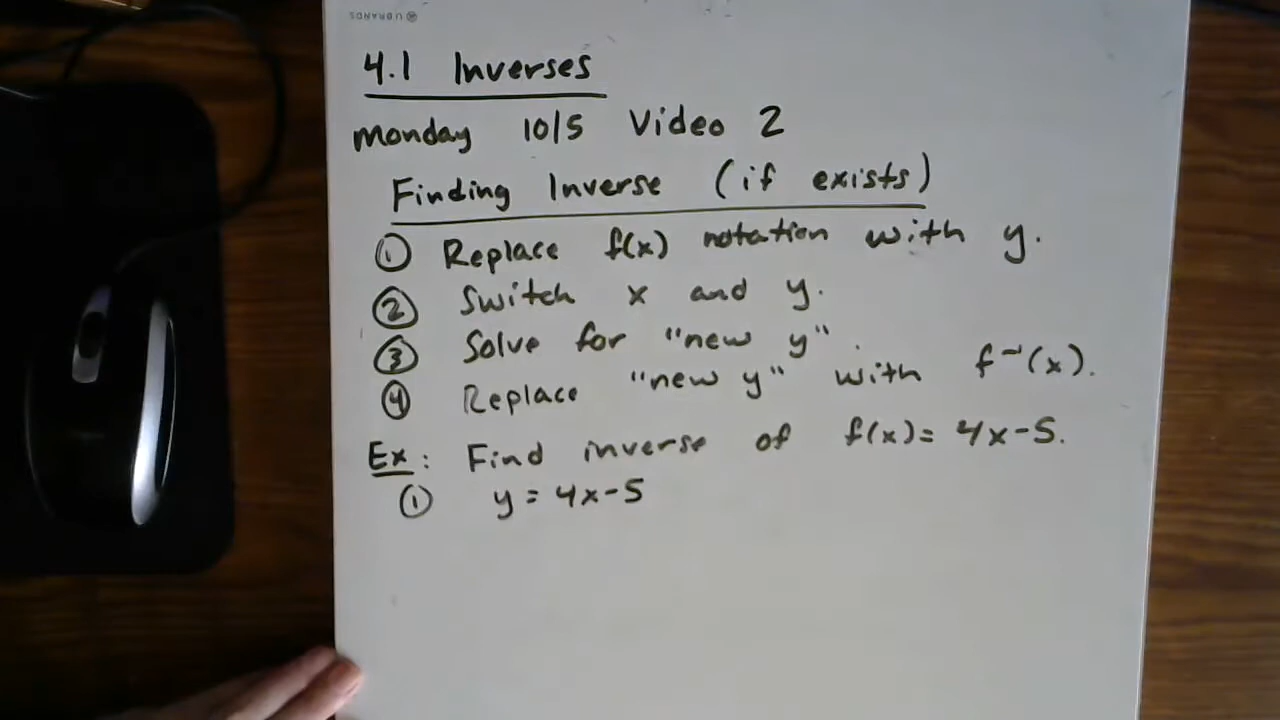 U BRANDS
4.1 Inverses
Monday 10/5 Video 2
Finding Inverse (if exists)
① Replace f(x) notation with y.
② Switch x and y.
③ Solve for "new y".
④ Replace "new y" with f⁻¹(x).
Ex: Find inverse of f(x) = 4x-5.
① y = 4x-5